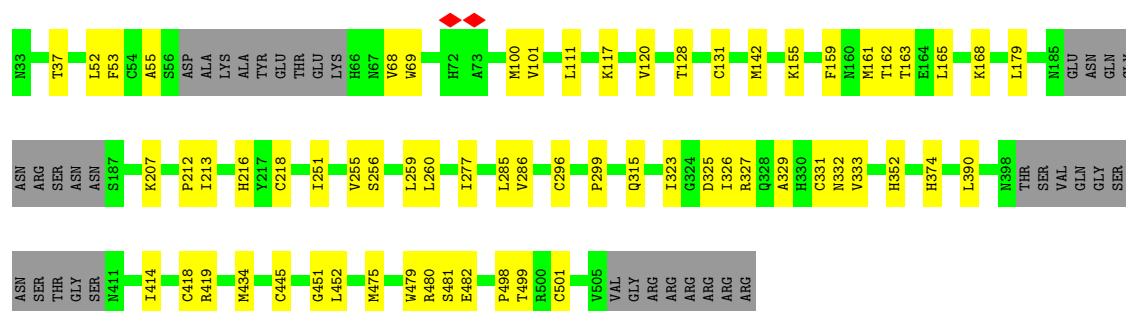 N33 T37 L52 F53 C54 A55 S56 ASP ALA LYS ALA TYR GLU THR GLU LYS H66 N67 V68 W69 H72 A73 M100 V101 L111 K117 V120 T128 C131 M142 K155 F159 N160 M161 T162 T163 E164 L165 K168 L179 N185 GLU ASN GLN
ASN ARG SER ASN ASN S187 K207 P212 I213 H216 Y217 C218 I251 V255 S256 L259 L260 I277 L285 V286 C296 P299 Q315 I323 G324 D325 I326 R327 Q328 A329 H330 C331 N332 V333 H352 H374 L390 N398 THR SER VAL GLN GLY SER
ASN SER THR GLY SER N411 I414 C418 R419 M434 C445 G451 L452 M475 W479 R480 S481 E482 P498 T499 R500 C501 V505 VAL GLY ARG ARG ARG ARG ARG ARG